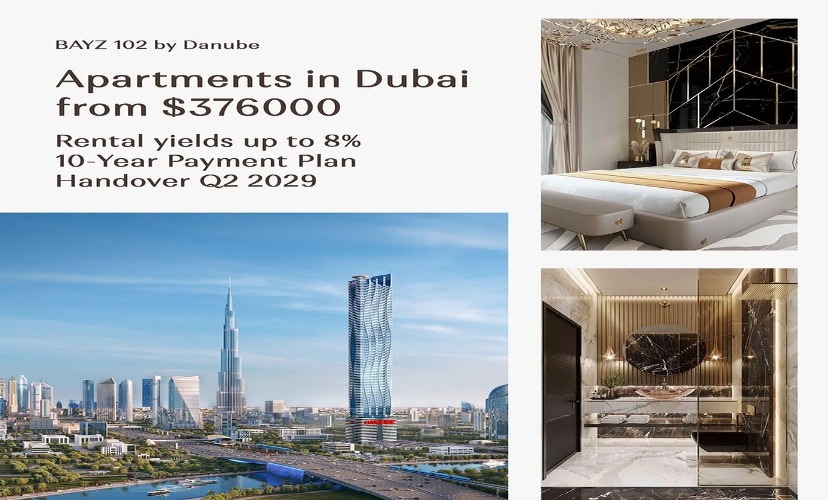 BAYZ 102 by Danube
Apartments in Dubai
from $376000
Rental yields up to 8%
10-Year Payment Plan
Handover Q2 2029